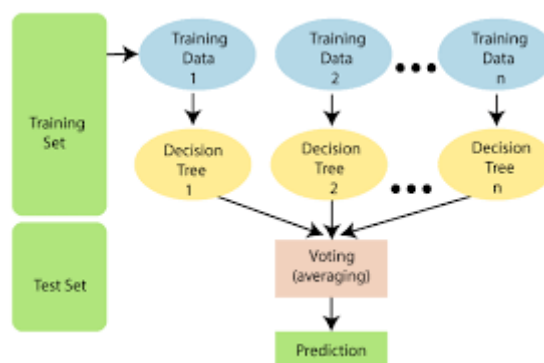 Training
Set
Test Set
Training
Data
1
Training
Data
2
Training
Data
n
Decision
Tree
1
Decision
Tree
2
Decision
Tree
n
Voting
(averaging)
Prediction